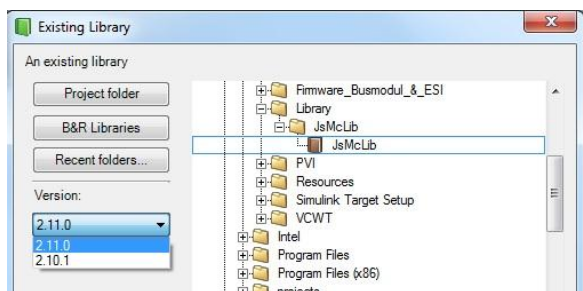 Existing Library
An existing library
Project folder
B&R Libraries
Recent folders...
Version:
2.11.0
2.11.0
2.10.1
Firmware_Busmodul_&_ESI
Library
JsMcLib
JsMcLib
PVI
Resources
Simulink Target Setup
VCWT
Intel
Program Files
Program Files (x86)
projects